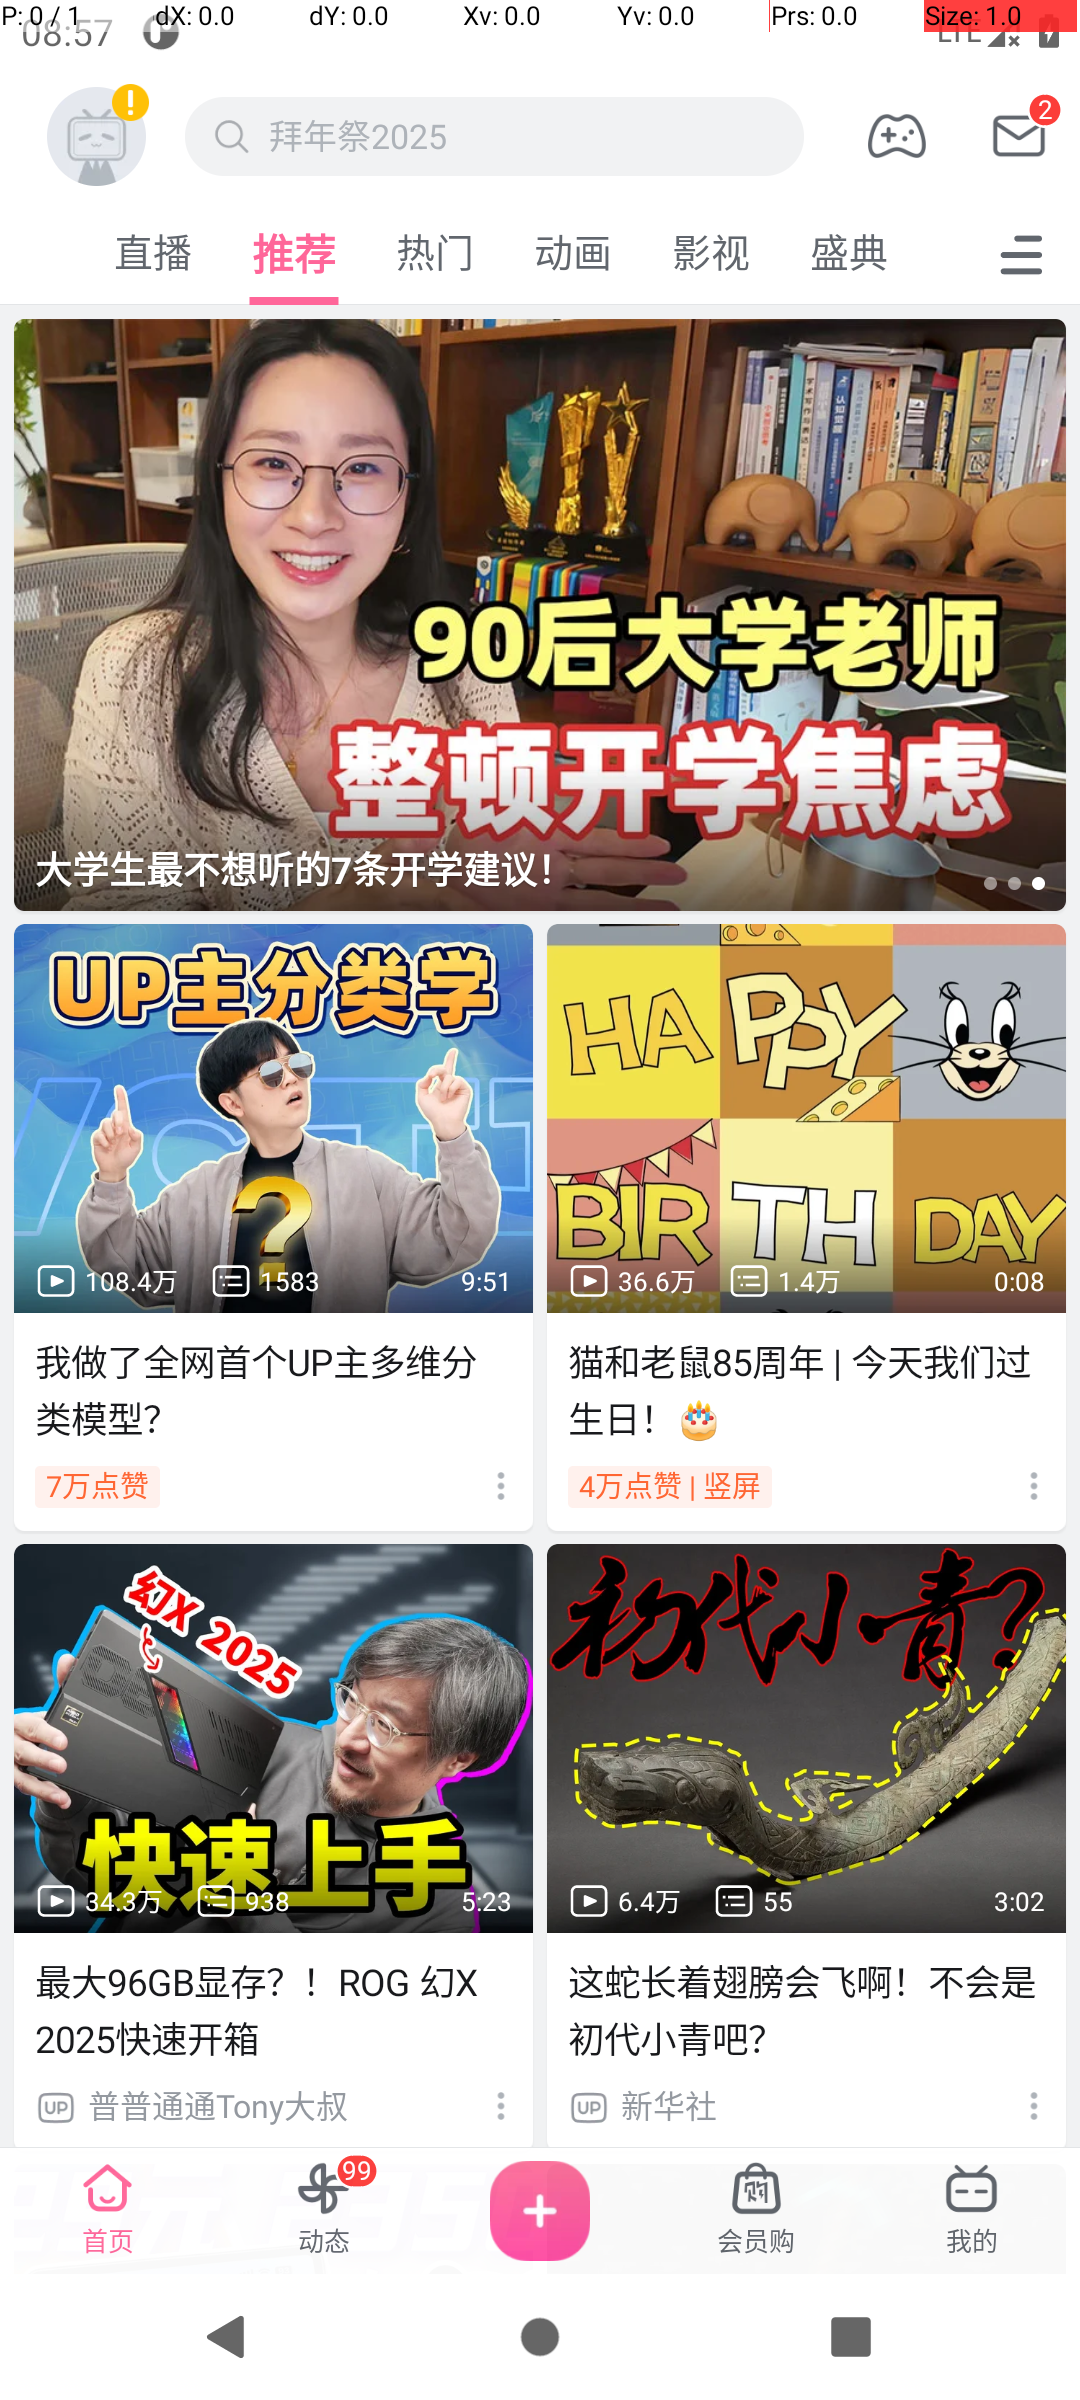 P: 0 / 1 dX: 0.0 dY: 0.0 Xv: 0.0 Yv: 0.0 Prs: 0.0 Size: 1.0
08:57 LTE
拜年祭2025 2
直播 推荐 热门 动画 影视 盛典
90后大学老师
整顿开学焦虑
大学生最不想听的7条开学建议！
UP主分类学
?
108.4万 1583 9:51
我做了全网首个UP主多维分
类模型？
7万点赞
HA PPY
BIR TH DAY
36.6万 1.4万 0:08
猫和老鼠85周年 | 今天我们过
生日！🎂
4万点赞 | 竖屏
幻X 2025
快速上手
34.3万 938 5:23
最大96GB显存？！ROG 幻X
2025快速开箱
UP 普普通通Tony大叔
初代小青?
6.4万 55 3:02
这蛇长着翅膀会飞啊！不会是
初代小青吧？
UP 新华社
99
首页 动态 会员购 我的